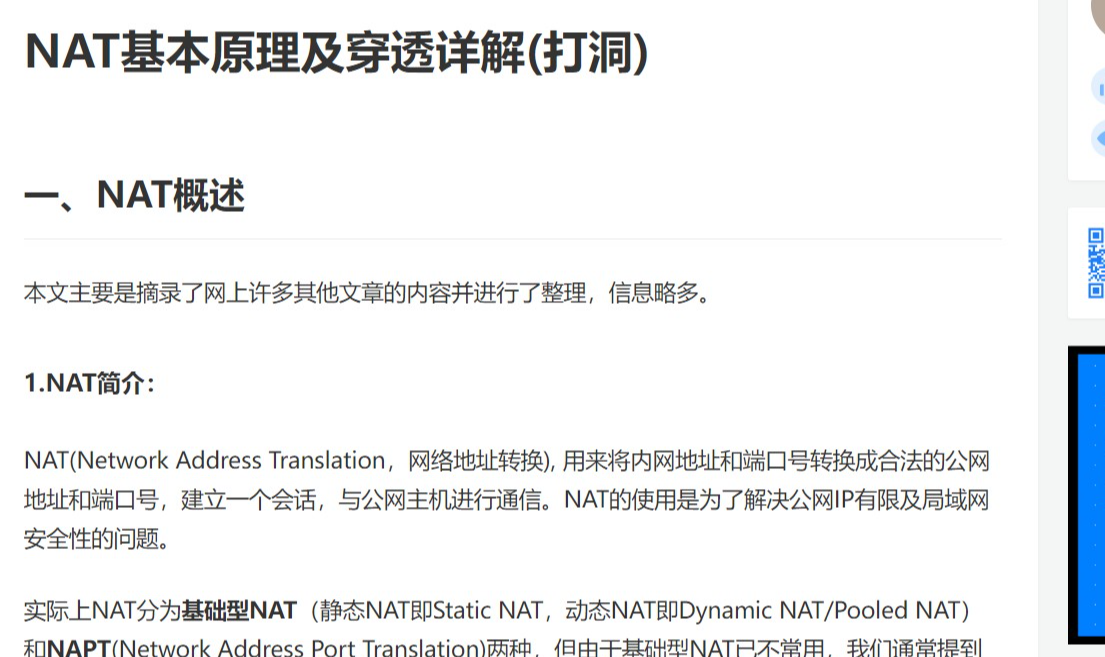 NAT基本原理及穿透详解(打洞)
一、NAT概述
本文主要是摘录了网上许多其他文章的内容并进行了整理，信息略多。
1.NAT简介：
NAT(Network Address Translation，网络地址转换), 用来将内网地址和端口号转换成合法的公网
地址和端口号，建立一个会话，与公网主机进行通信。NAT的使用是为了解决公网IP有限及局域网
安全性的问题。
实际上NAT分为基础型NAT（静态NAT即Static NAT，动态NAT即Dynamic NAT/Pooled NAT）
和NAPT(Network Address Port Translation)两种，但由于基础型NAT已不常用，我们通常提到